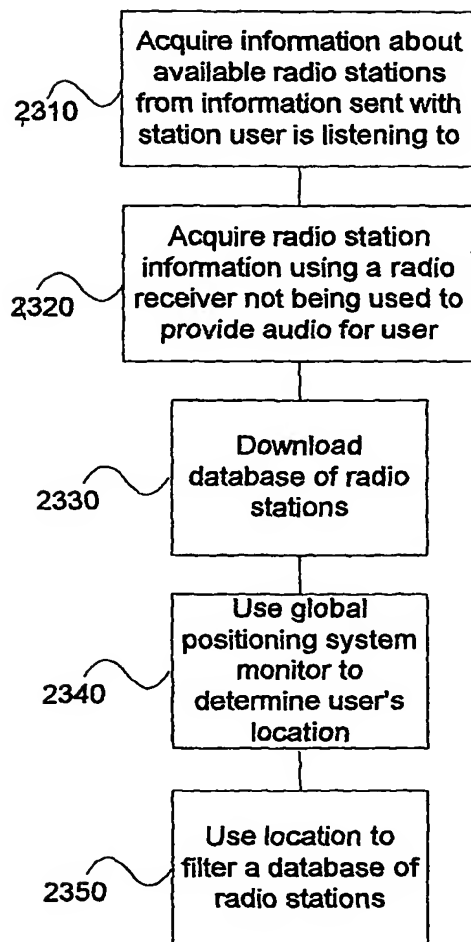 Acquire information about
available radio stations
from information sent with
station user is listening to
2310
Acquire radio station
information using a radio
receiver not being used to
provide audio for user
2320
Download
database of radio
stations
2330
Use global
positioning system
monitor to
determine user's
location
2340
Use location to
filter a database of
radio stations
2350